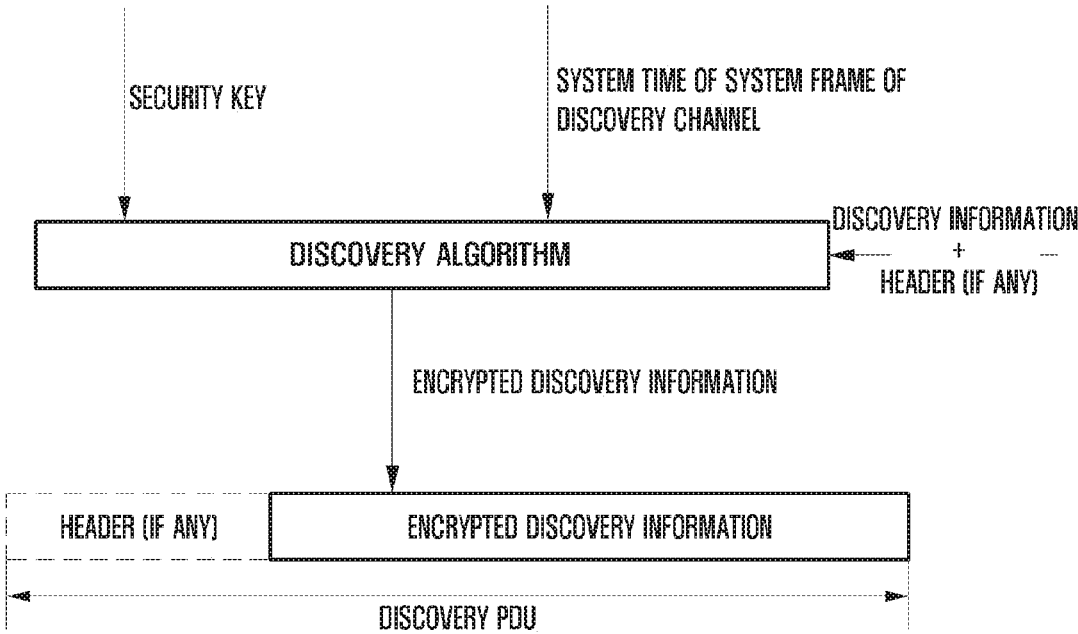 SECURITY KEY
SYSTEM TIME OF SYSTEM FRAME OF
DISCOVERY CHANNEL
DISCOVERY ALGORITHM
DISCOVERY INFORMATION
+
HEADER (IF ANY)
ENCRYPTED DISCOVERY INFORMATION
HEADER (IF ANY)
ENCRYPTED DISCOVERY INFORMATION
DISCOVERY PDU